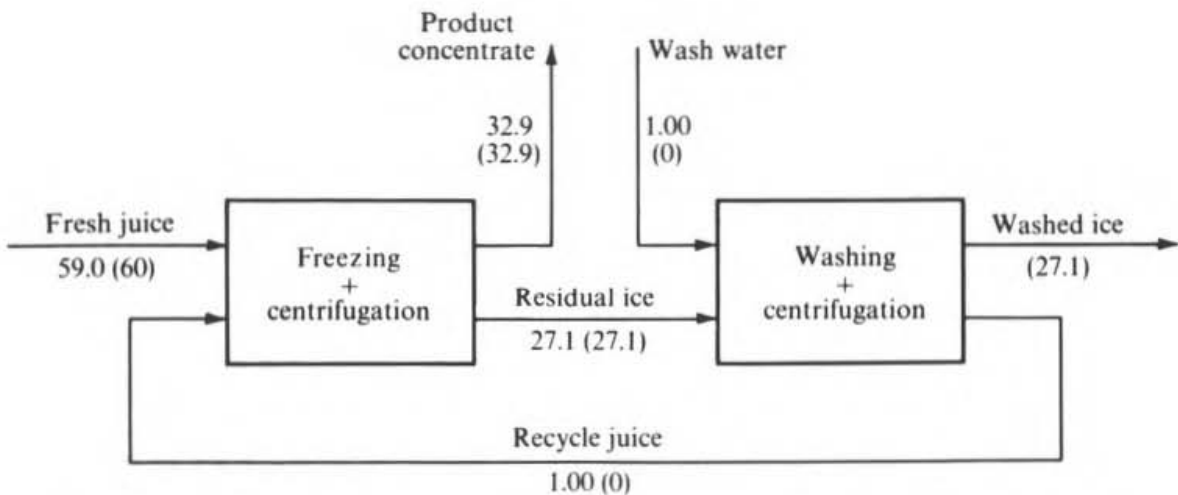 Product
concentrate
Wash water
32.9
(32.9)
1.00
(0)
Fresh juice
59.0 (60)
Freezing
+
centrifugation
Residual ice
27.1 (27.1)
Washing
+
centrifugation
Washed ice
(27.1)
Recycle juice
1.00 (0)